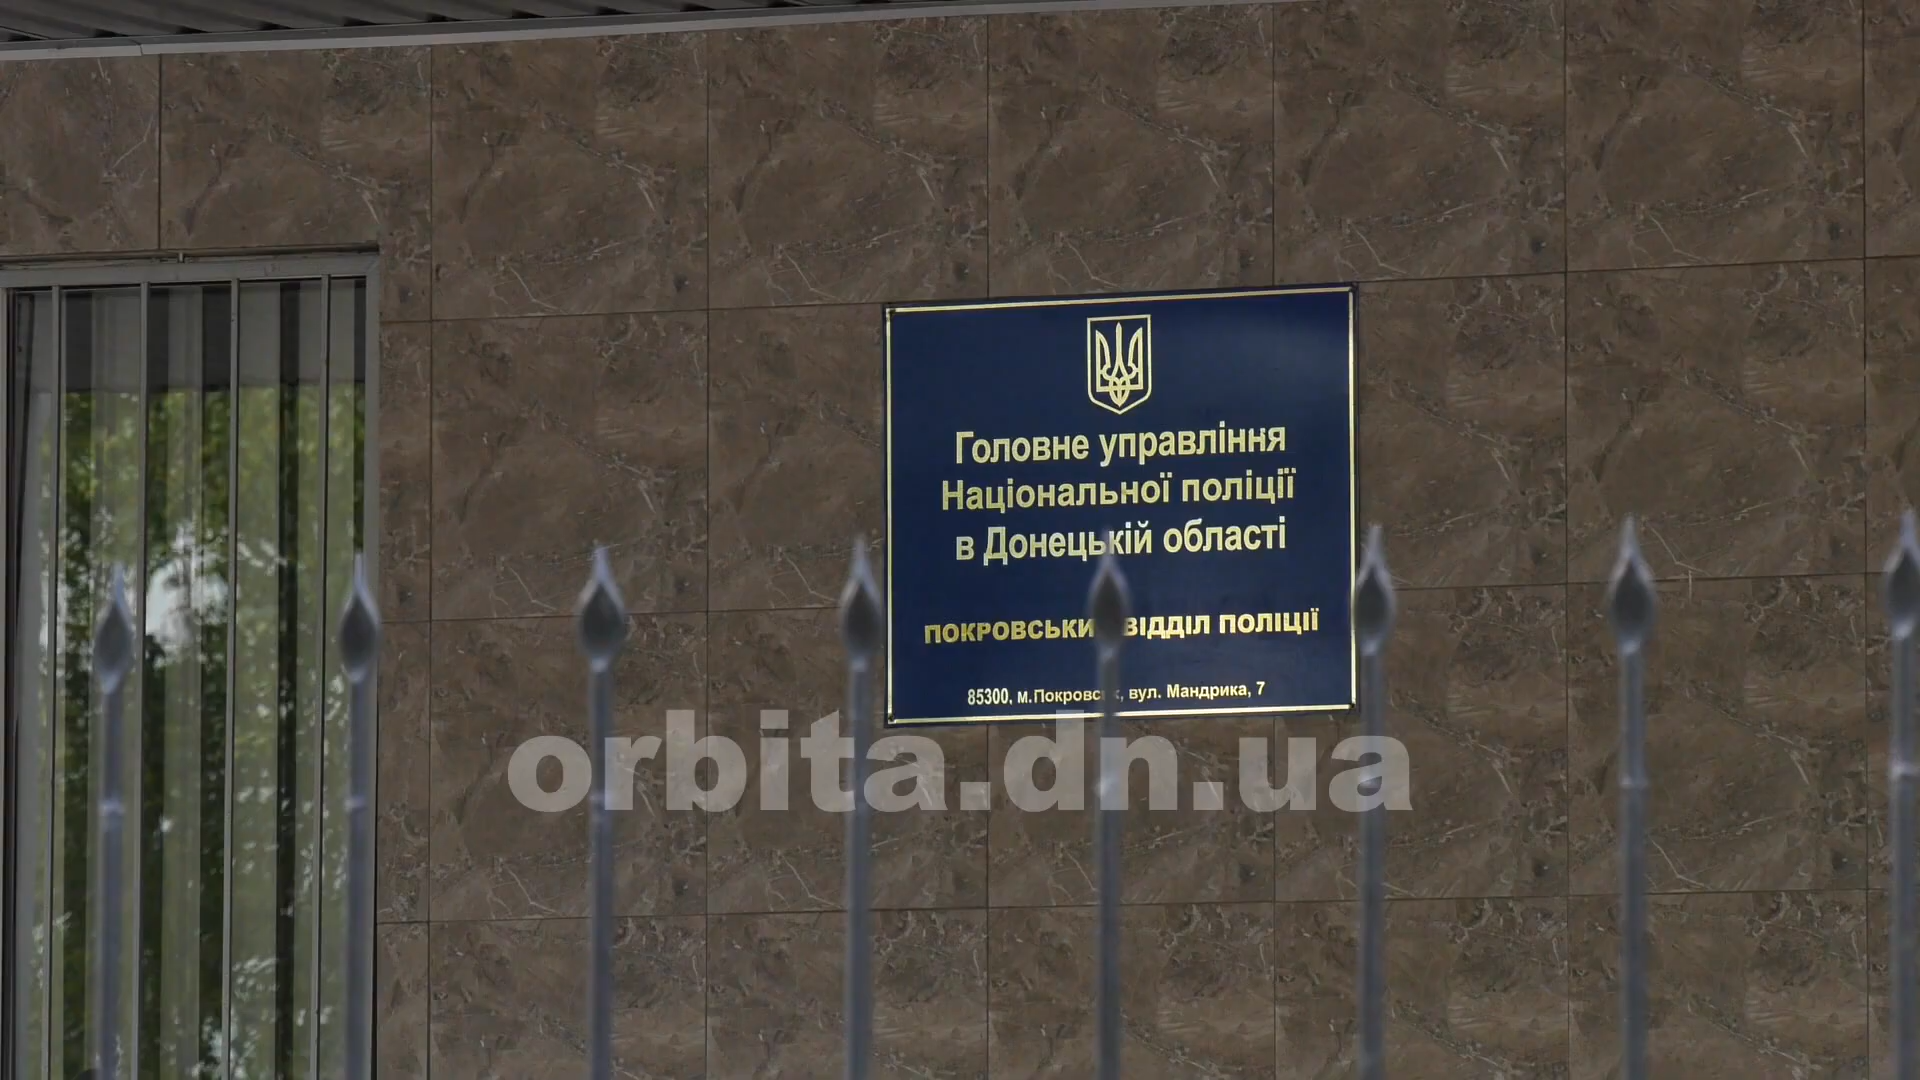 Головне управління
Національної поліції
в Донецькій області
ПОКРОВСЬКИЙ ВІДДІЛ ПОЛІЦІЇ
85300, м.Покровськ, вул. Мандрика, 7
orbita.dn.ua